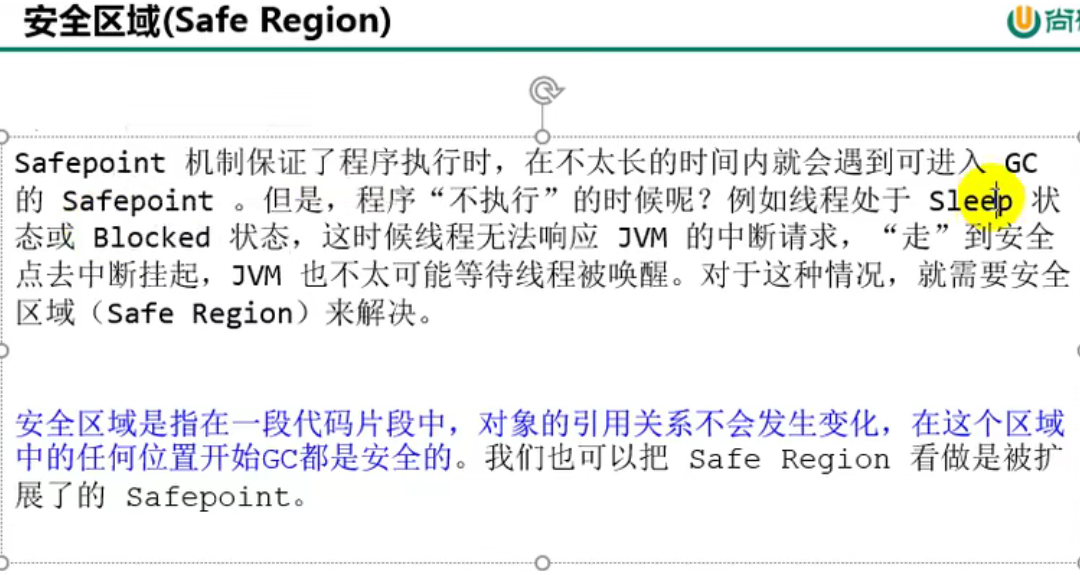 安全区域(Safe Region)
尚
Safepoint 机制保证了程序执行时，在不太长的时间内就会遇到可进入 GC
的 Safepoint 。但是，程序“不执行”的时候呢？例如线程处于 Sleep 状
态或 Blocked 状态，这时候线程无法响应 JVM 的中断请求，“走”到安全
点去中断挂起，JVM 也不太可能等待线程被唤醒。对于这种情况，就需要安全
区域（Safe Region）来解决。
安全区域是指在一段代码片段中，对象的引用关系不会发生变化，在这个区域
中的任何位置开始GC都是安全的。我们也可以把 Safe Region 看做是被扩
展了的 Safepoint。